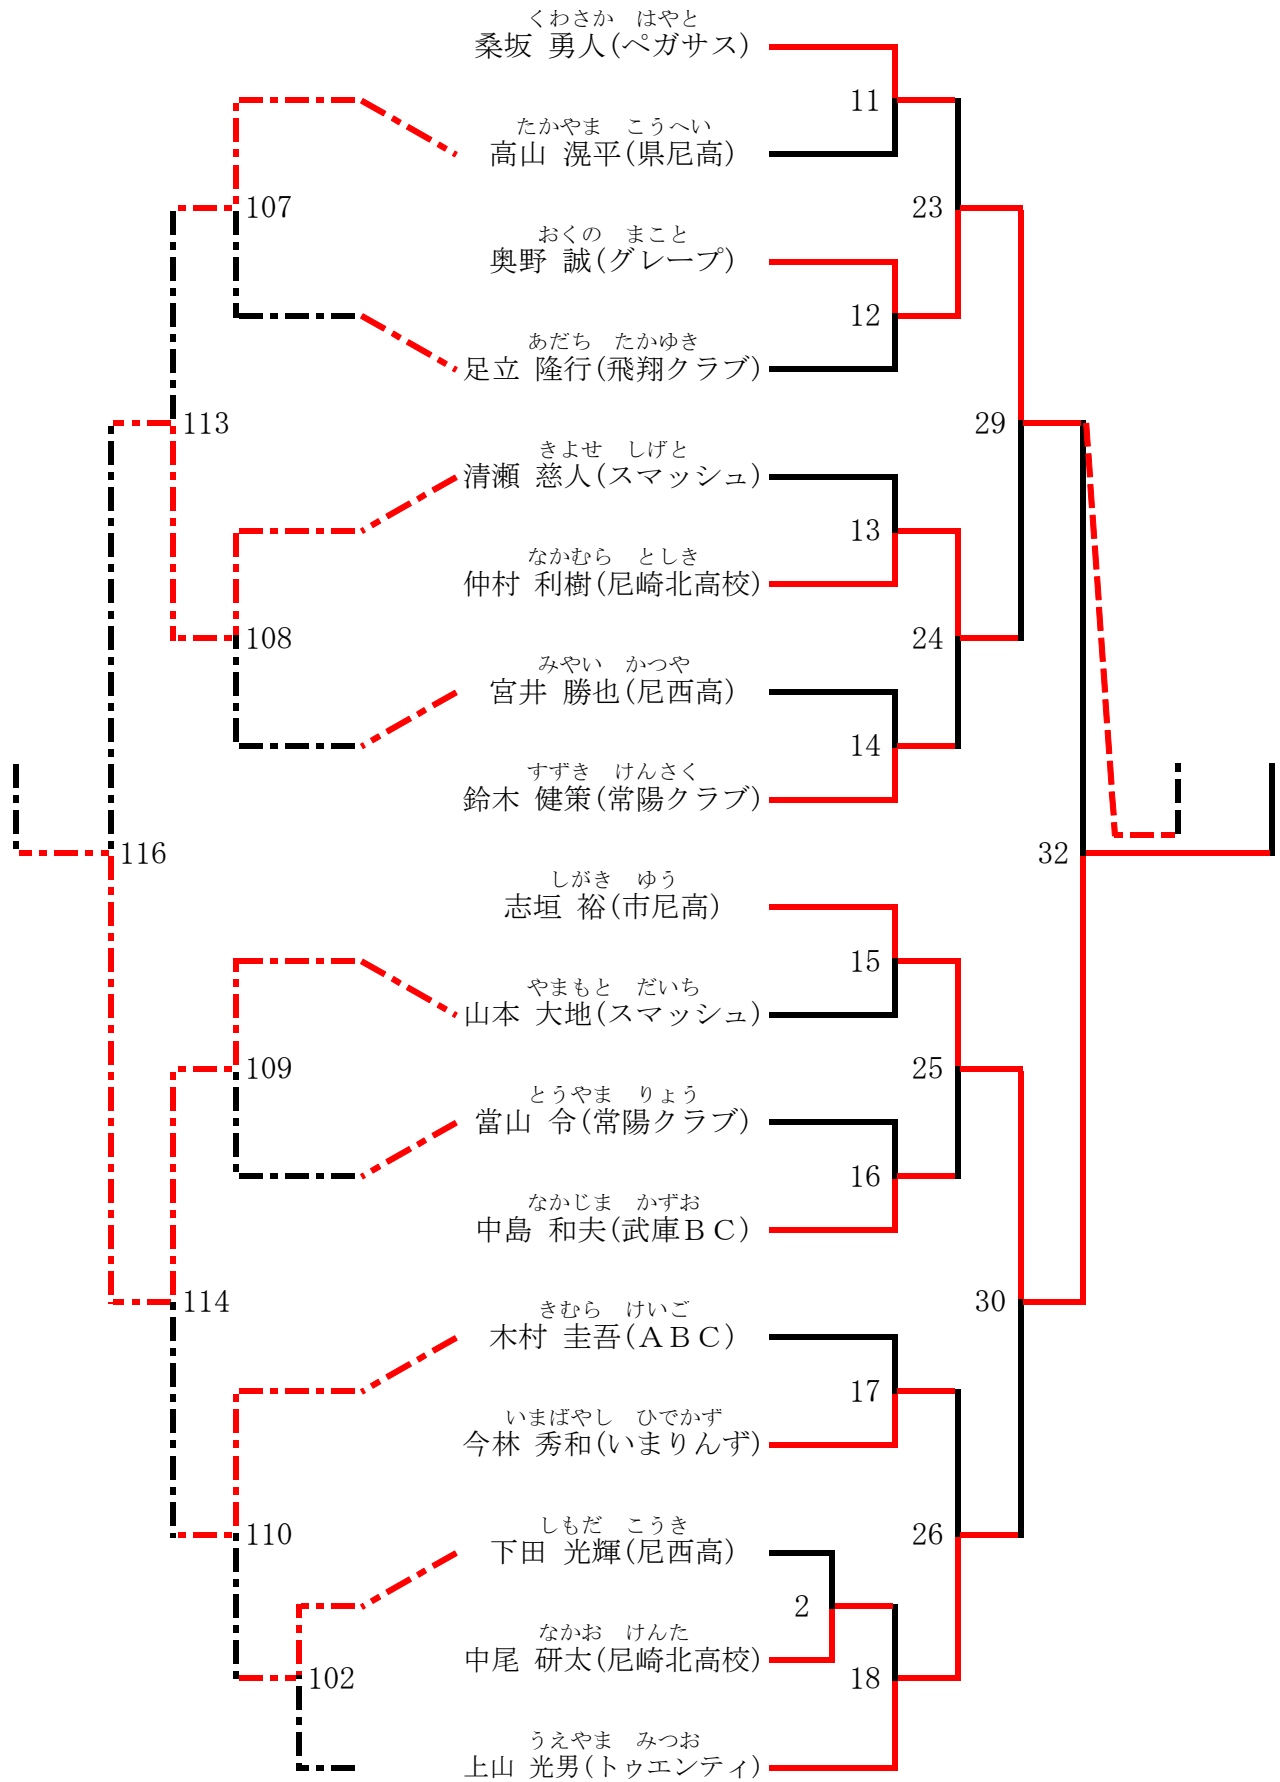 くわさか　はやと
桑坂 勇人(ペガサス)
11
たかやま　こうへい
高山 滉平(県尼高)
107
23
おくの　まこと
奥野 誠(グレープ)
12
あだち　たかゆき
足立 隆行(飛翔クラブ)
113
29
きよせ　しげと
清瀬 慈人(スマッシュ)
13
なかむら　としき
仲村 利樹(尼崎北高校)
108
24
みやい　かつや
宮井 勝也(尼西高)
14
すずき　けんさく
鈴木 健策(常陽クラブ)
116
32
しがき　ゆう
志垣 裕(市尼高)
15
やまもと　だいち
山本 大地(スマッシュ)
109
25
とうやま　りょう
當山 令(常陽クラブ)
16
なかじま　かずお
中島 和夫(武庫ＢＣ)
114
30
きむら　けいご
木村 圭吾(ＡＢＣ)
17
いまばやし　ひでかず
今林 秀和(いまりんず)
110
26
しもだ　こうき
下田 光輝(尼西高)
2
なかお　けんた
中尾 研太(尼崎北高校)
102
18
うえやま　みつお
上山 光男(トゥエンティ)